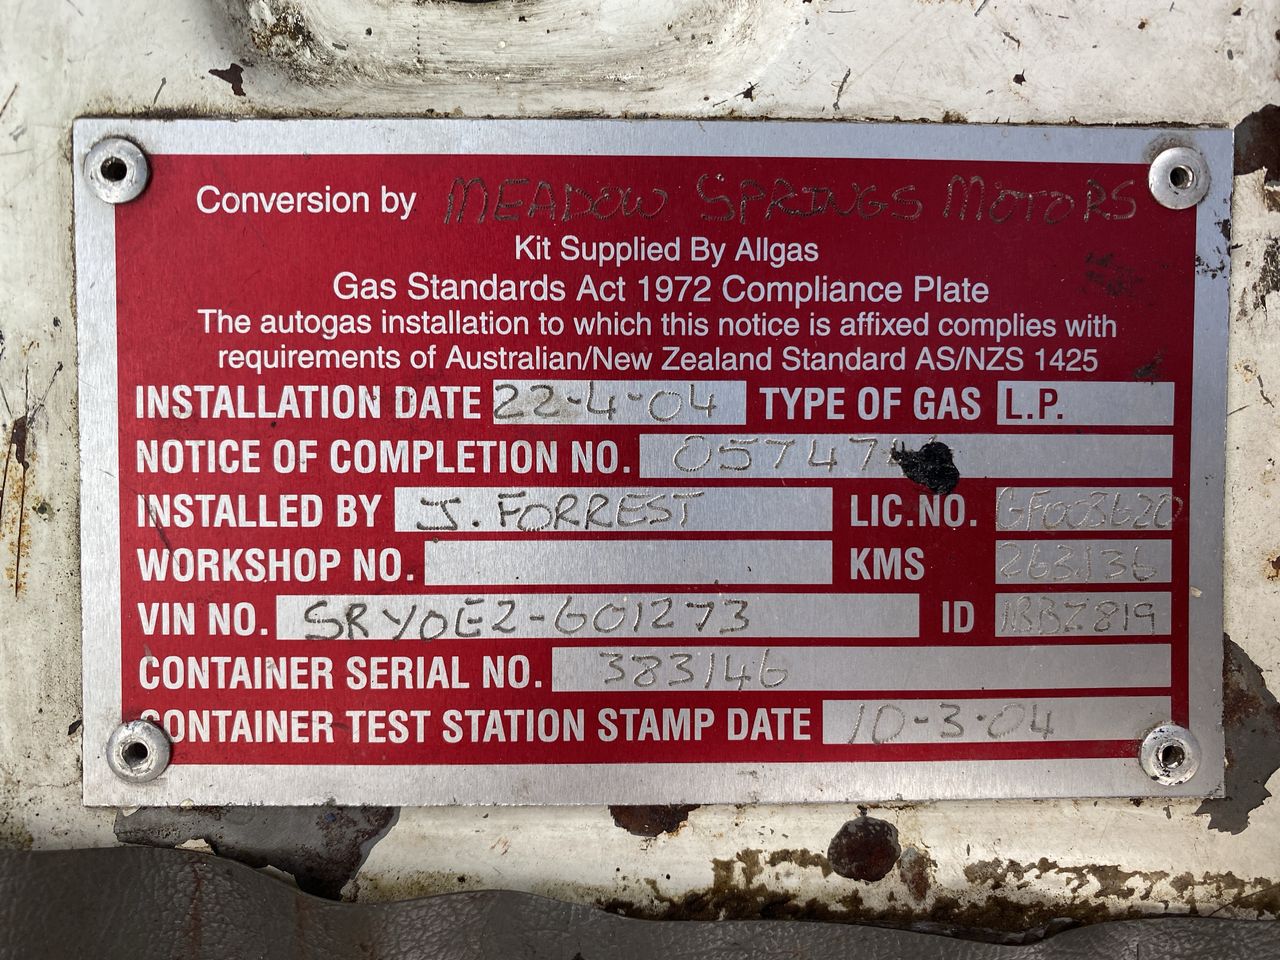 Conversion by MEADOW SPRINGS MOTORS
Kit Supplied By Allgas
Gas Standards Act 1972 Compliance Plate
The autogas installation to which this notice is affixed complies with
requirements of Australian/New Zealand Standard AS/NZS 1425
INSTALLATION DATE 22-4-04 TYPE OF GAS L.P.
NOTICE OF COMPLETION NO.
INSTALLED BY J. FORREST LIC.NO. GF003620
WORKSHOP NO. KMS 263136
VIN NO. SRY0E2-601273 ID 1BBZ819
CONTAINER SERIAL NO. 383146
CONTAINER TEST STATION STAMP DATE 10-3-04